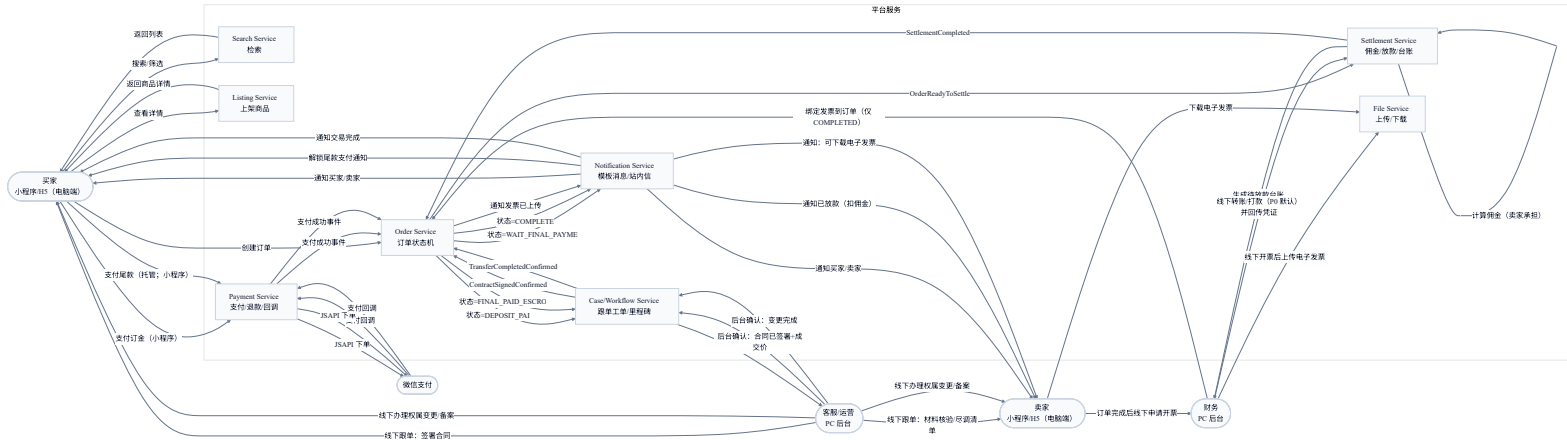 平台服务
返回列表
Search Service
检索
搜索/筛选
返回商品详情
Listing Service
上架商品
查看详情
SettlementCompleted
Settlement Service
佣金/放款/台账
OrderReadyToSettle
绑定发票到订单（仅
COMPLETED）
下载电子发票
File Service
上传/下载
通知交易完成
解锁尾款支付通知
通知买家/卖家
Notification Service
模板消息/站内信
通知：可下载电子发票
买家
小程序/H5（电脑端）
通知发票已上传
状态=COMPLETE
状态=WAIT_FINAL_PAYME
通知已放款（扣佣金）
线下转账/打款（P0 默认）
并回传凭证
计算佣金（卖家承担）
支付成功事件
支付成功事件
Order Service
订单状态机
创建订单
线下开票后上传电子发票
TransferCompletedConfirmed
通知买家/卖家
支付尾款（托管；小程序）
ContractSignedConfirmed
Payment Service
支付/退款/回调
状态=FINAL_PAID_ESCRO
状态=DEPOSIT_PAI
Case/Workflow Service
跟单工单/里程碑
支付回调
JSAPI 下单
JSAPI 下单
后台确认：变更完成
后台确认：合同已签署+成
交价
支付订金（小程序）
微信支付
线下办理权属变更/备案
线下跟单：签署合同
客服/运营
PC 后台
线下办理权属变更/备案
线下跟单：材料核验/尽调清
单
卖家
小程序/H5（电脑端）
订单完成后线下申请开票
财务
PC 后台